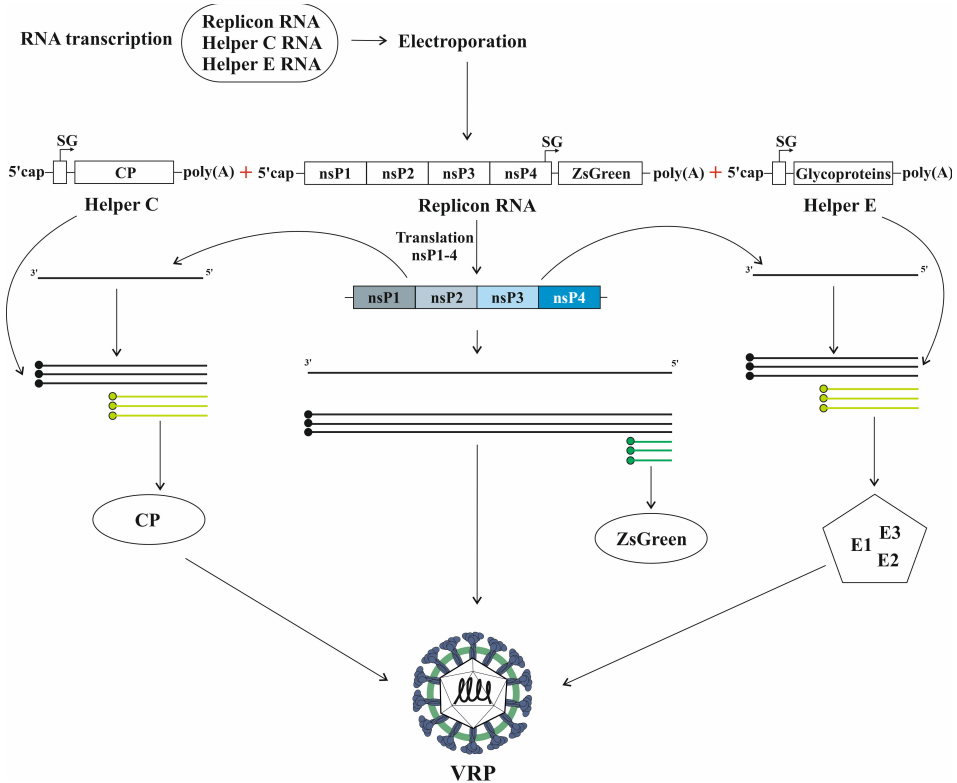 RNA transcription
Replicon RNA
Helper C RNA
Helper E RNA
Electroporation
SG
5'cap
CP
poly(A)
+
5'cap
nsP1
nsP2
nsP3
nsP4
SG
ZsGreen
poly(A)
+
5'cap
SG
Glycoproteins
poly(A)
Helper C
Replicon RNA
Helper E
Translation
nsP1-4
3'
5'
nsP1
nsP2
nsP3
nsP4
3'
5'
3'
5'
CP
ZsGreen
E1
E3
E2
VRP